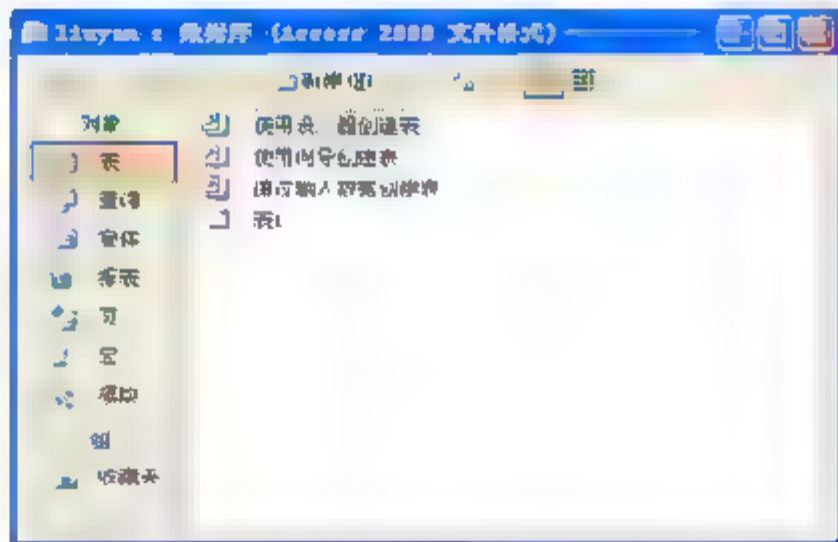 数据库 (Access 2000 文件格式)
对象
使用设计器创建表
表
使用向导创建表
查询
通过输入数据创建表
窗体
表1
报表
页
宏
模块
组
收藏夹